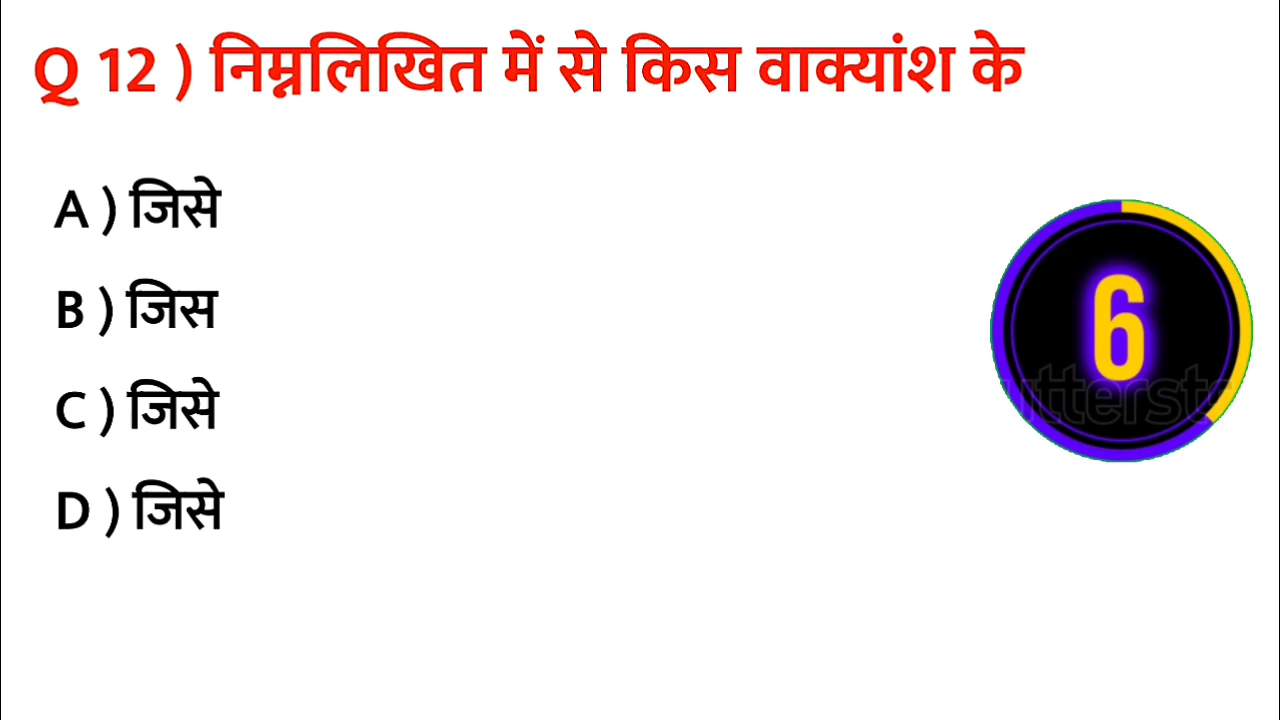 Q 12 ) निम्नलिखित में से किस वाक्यांश के
A ) जिसे
B ) जिस
C ) जिसे
D ) जिसे
6